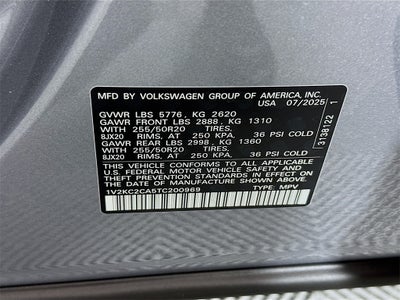 MFD BY VOLKSWAGEN GROUP OF AMERICA, INC.
USA 07/2025
GVWR LBS 5776, KG 2620
GAWR FRONT LBS 2888, KG 1310
WITH 255/50R20 TIRES,
8JX20 RIMS, AT 250 KPA, 36 PSI COLD
GAWR REAR LBS 2998, KG 1360
WITH 255/50R20 TIRES,
8JX20 RIMS, AT 250 KPA, 36 PSI COLD
THIS VEHICLE CONFORMS TO ALL APPLICABLE
U.S. FEDERAL MOTOR VEHICLE SAFETY
STANDARDS IN EFFECT ON
THE DATE OF MANUFACTURE SHOWN ABOVE
1V2KC2CA5TC200969 TYPE: MPV
3138122 1